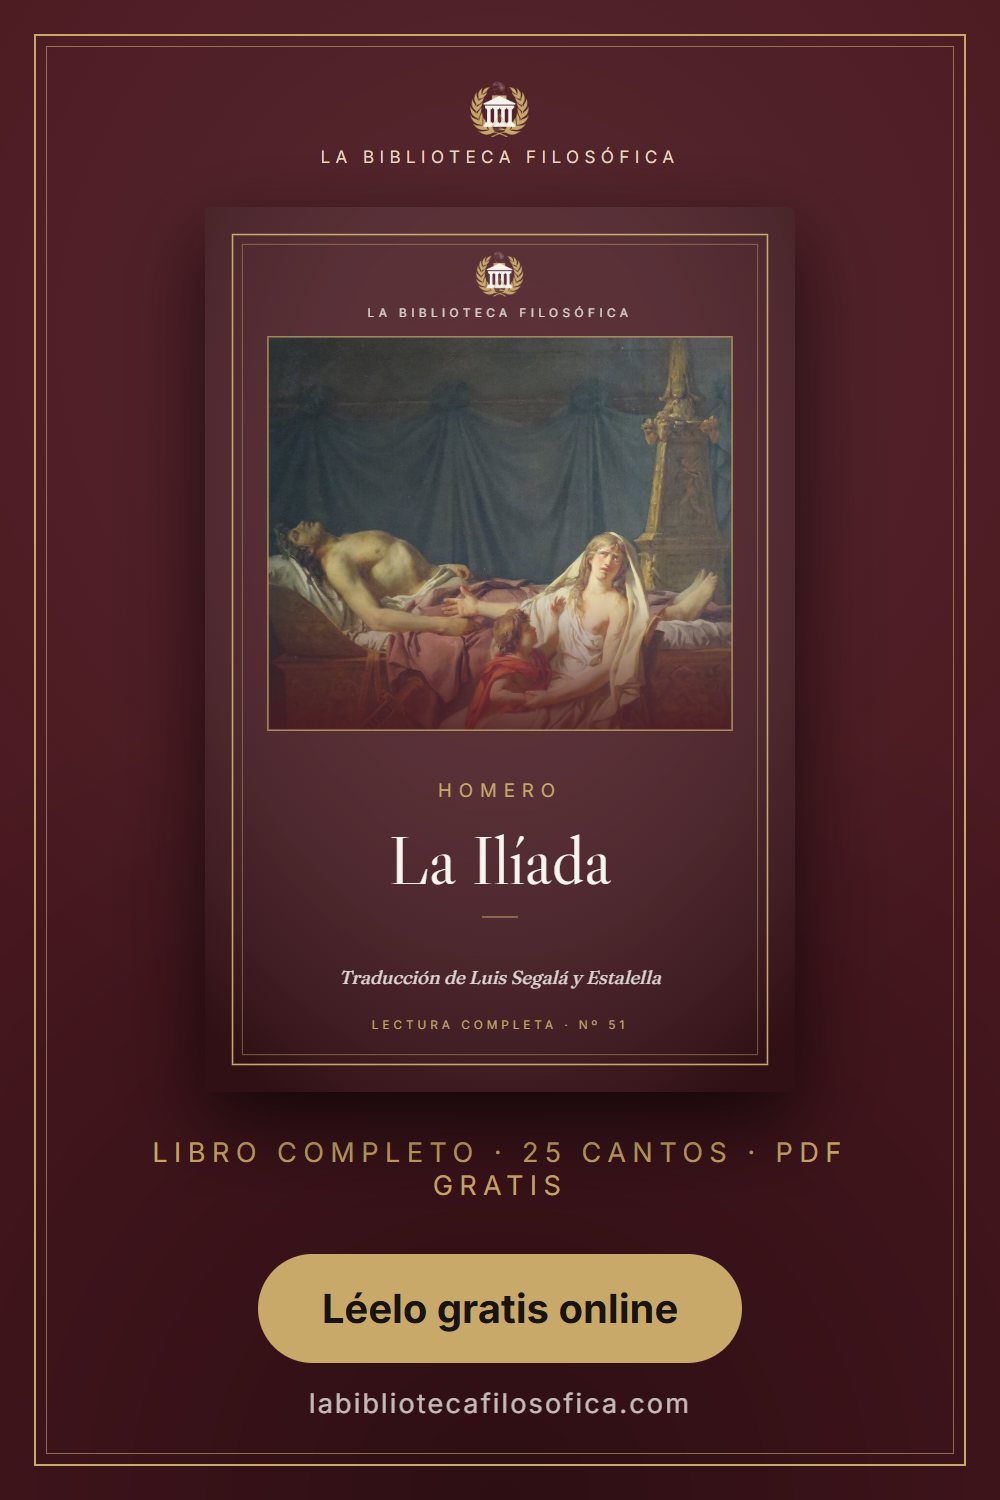 LA BIBLIOTECA FILOSÓFICA
LA BIBLIOTECA FILOSÓFICA
HOMERO
La Ilíada
Traducción de Luis Segalá y Estalella
LECTURA COMPLETA · Nº 51
LIBRO COMPLETO · 25 CANTOS · PDF
GRATIS
Léelo gratis online
labibliotecafilosofica.com